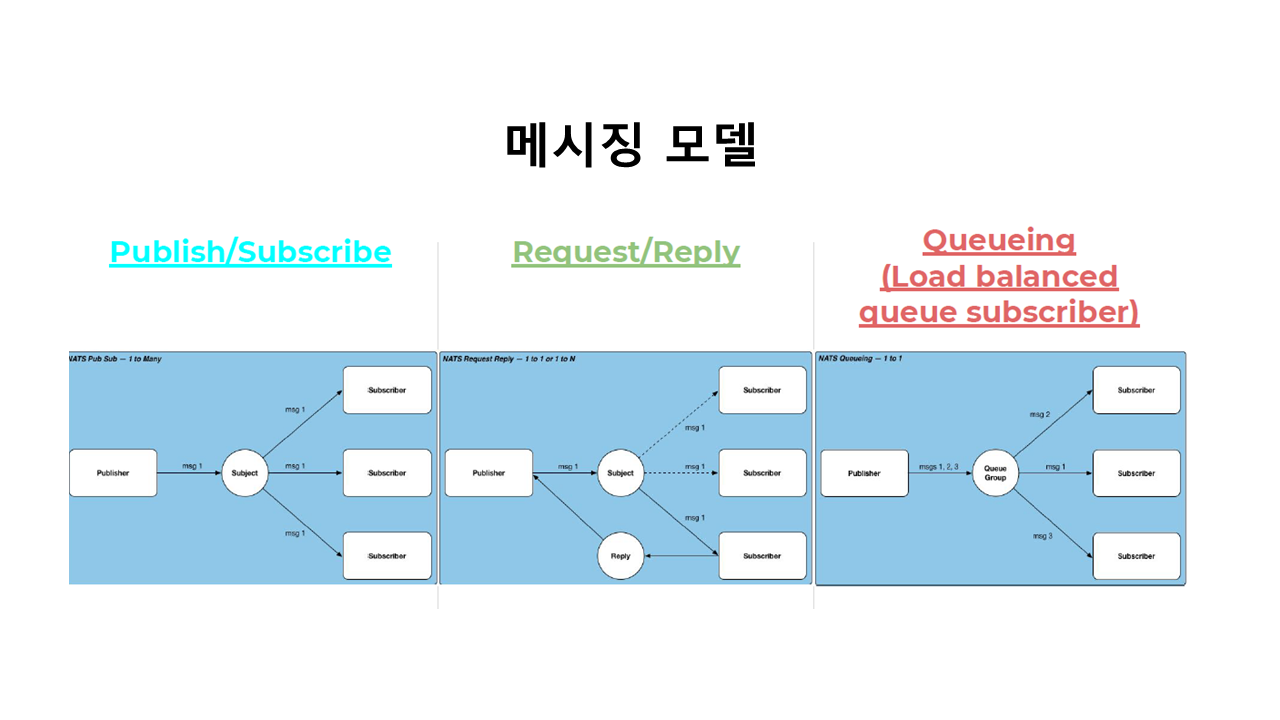 메시징 모델
Publish/Subscribe
Request/Reply
Queueing
(Load balanced
queue subscriber)
NATS Pub Sub — 1 to Many
Subscriber
msg 1
Publisher
msg 1
Subject
msg 1
Subscriber
msg 1
Subscriber
NATS Request Reply — 1 to 1 or 1 to N
Subscriber
msg 1
Publisher
msg 1
Subject
msg 1
Subscriber
msg 1
Reply
Subscriber
NATS Queueing — 1 to 1
Subscriber
msg 2
Publisher
msgs 1, 2, 3
Queue
Group
msg 1
Subscriber
msg 3
Subscriber